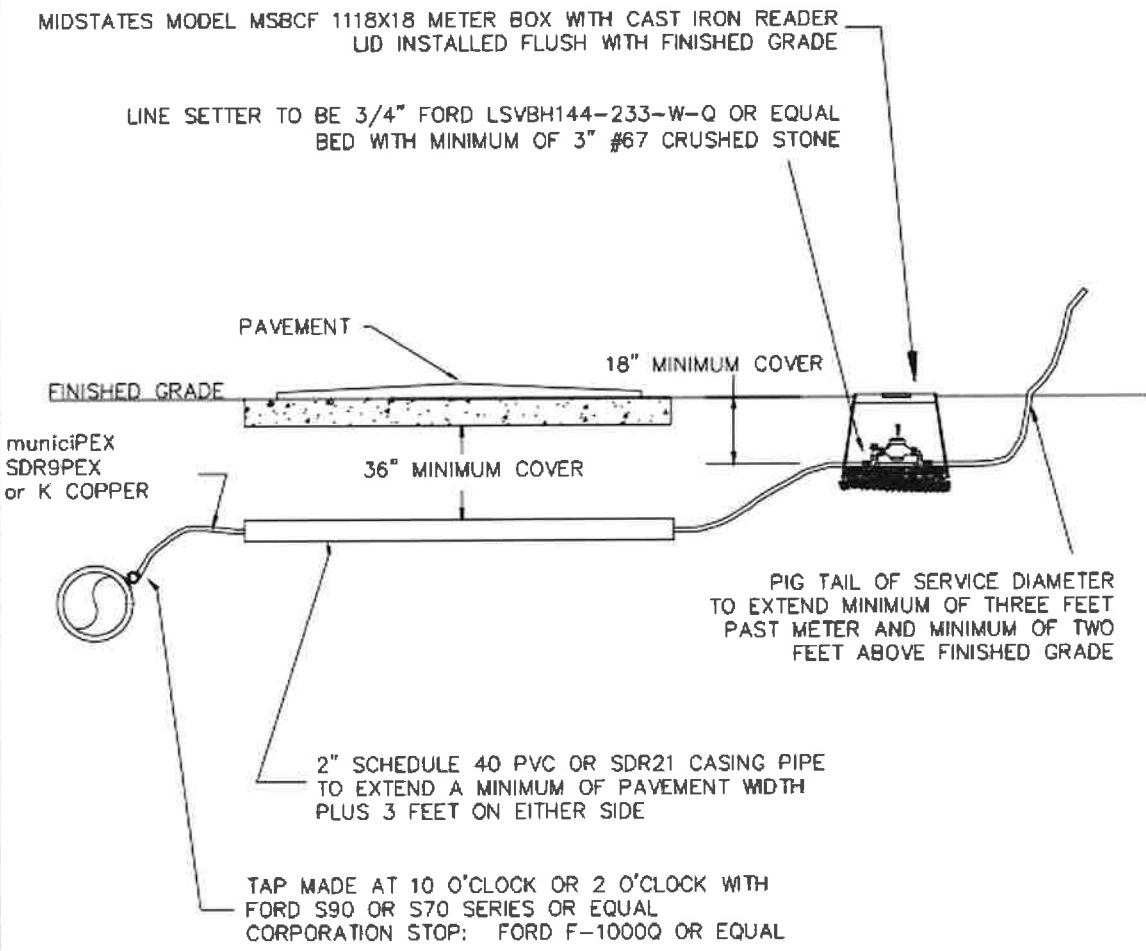 MIDSTATES MODEL MSBCF 1118X18 METER BOX WITH CAST IRON READER
LID INSTALLED FLUSH WITH FINISHED GRADE
LINE SETTER TO BE 3/4" FORD LSVBH144-233-W-Q OR EQUAL
BED WITH MINIMUM OF 3" #67 CRUSHED STONE
PAVEMENT
18" MINIMUM COVER
FINISHED GRADE
municiPEX
SDR9PEX
or K COPPER
36" MINIMUM COVER
PIG TAIL OF SERVICE DIAMETER
TO EXTEND MINIMUM OF THREE FEET
PAST METER AND MINIMUM OF TWO
FEET ABOVE FINISHED GRADE
2" SCHEDULE 40 PVC OR SDR21 CASING PIPE
TO EXTEND A MINIMUM OF PAVEMENT WIDTH
PLUS 3 FEET ON EITHER SIDE
TAP MADE AT 10 O'CLOCK OR 2 O'CLOCK WITH
FORD S90 OR S70 SERIES OR EQUAL
CORPORATION STOP: FORD F-1000Q OR EQUAL